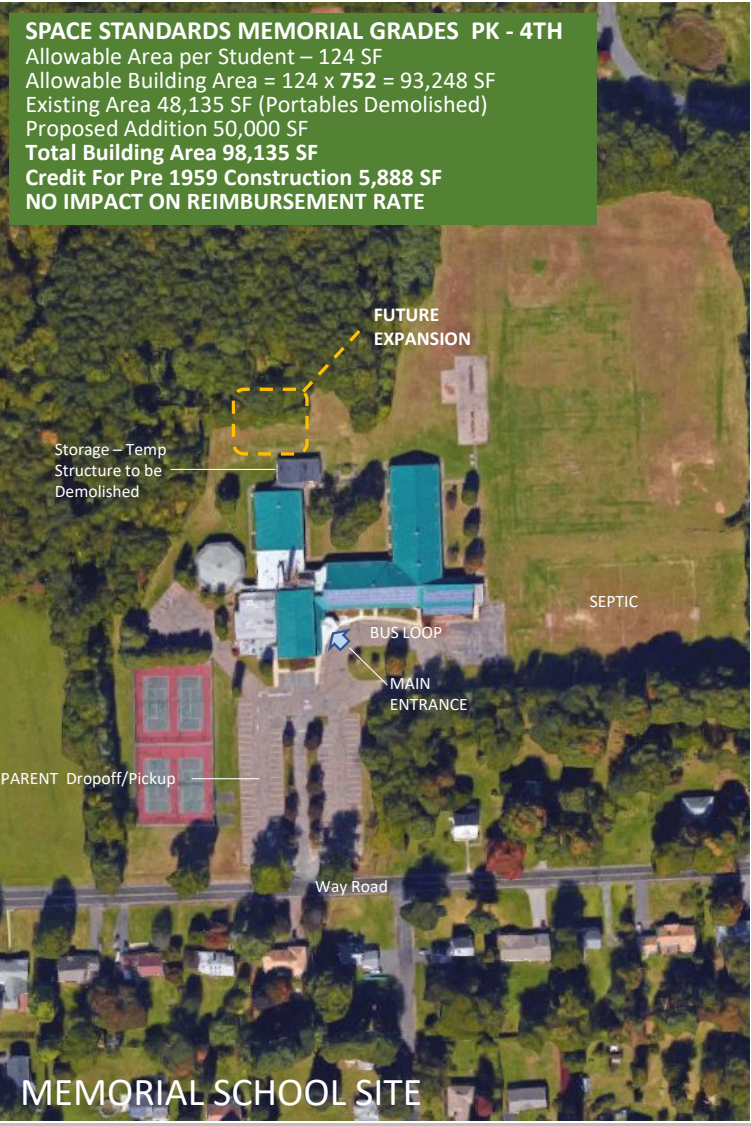 SPACE STANDARDS MEMORIAL GRADES PK - 4TH
Allowable Area per Student – 124 SF
Allowable Building Area = 124 x 752 = 93,248 SF
Existing Area 48,135 SF (Portables Demolished)
Proposed Addition 50,000 SF
Total Building Area 98,135 SF
Credit For Pre 1959 Construction 5,888 SF
NO IMPACT ON REIMBURSEMENT RATE
FUTURE
EXPANSION
Storage – Temp
Structure to be
Demolished
SEPTIC
BUS LOOP
MAIN
ENTRANCE
PARENT Dropoff/Pickup
Way Road
MEMORIAL SCHOOL SITE